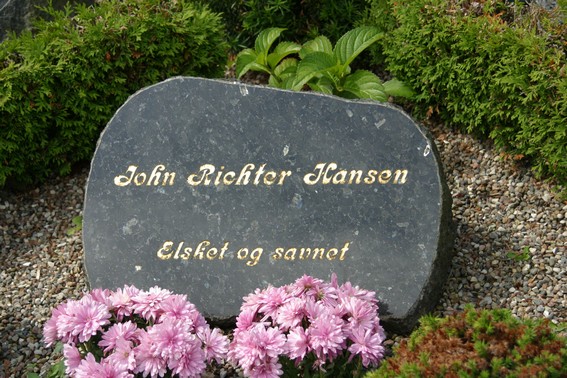 John Richter Hansen
Elsket og savnet